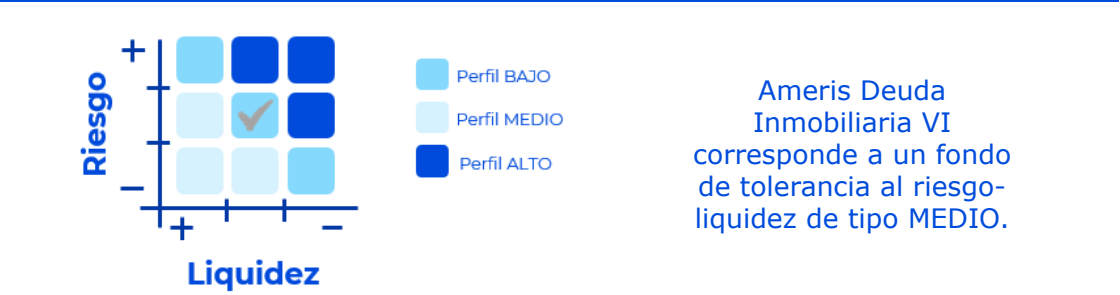 +
Riesgo
−
+
−
Liquidez
Perfil BAJO
Perfil MEDIO
Perfil ALTO
Ameris Deuda
Inmobiliaria VI
corresponde a un fondo
de tolerancia al riesgo-
liquidez de tipo MEDIO.